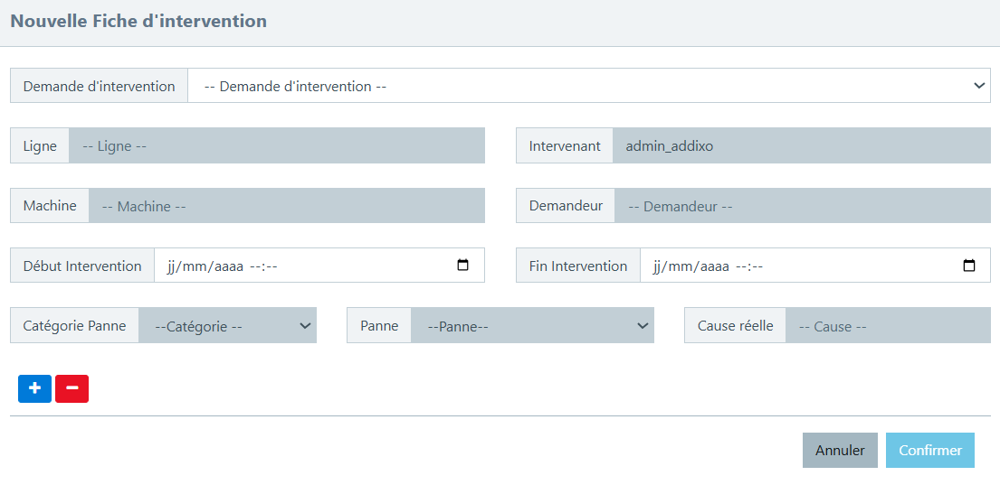 Nouvelle Fiche d'intervention
Demande d'intervention -- Demande d'intervention --
Ligne -- Ligne -- Intervenant admin_addixo
Machine -- Machine -- Demandeur -- Demandeur --
Début Intervention jj/mm/aaaa --:-- Fin Intervention jj/mm/aaaa --:--
Catégorie Panne --Catégorie -- Panne --Panne-- Cause réelle -- Cause --
Annuler Confirmer